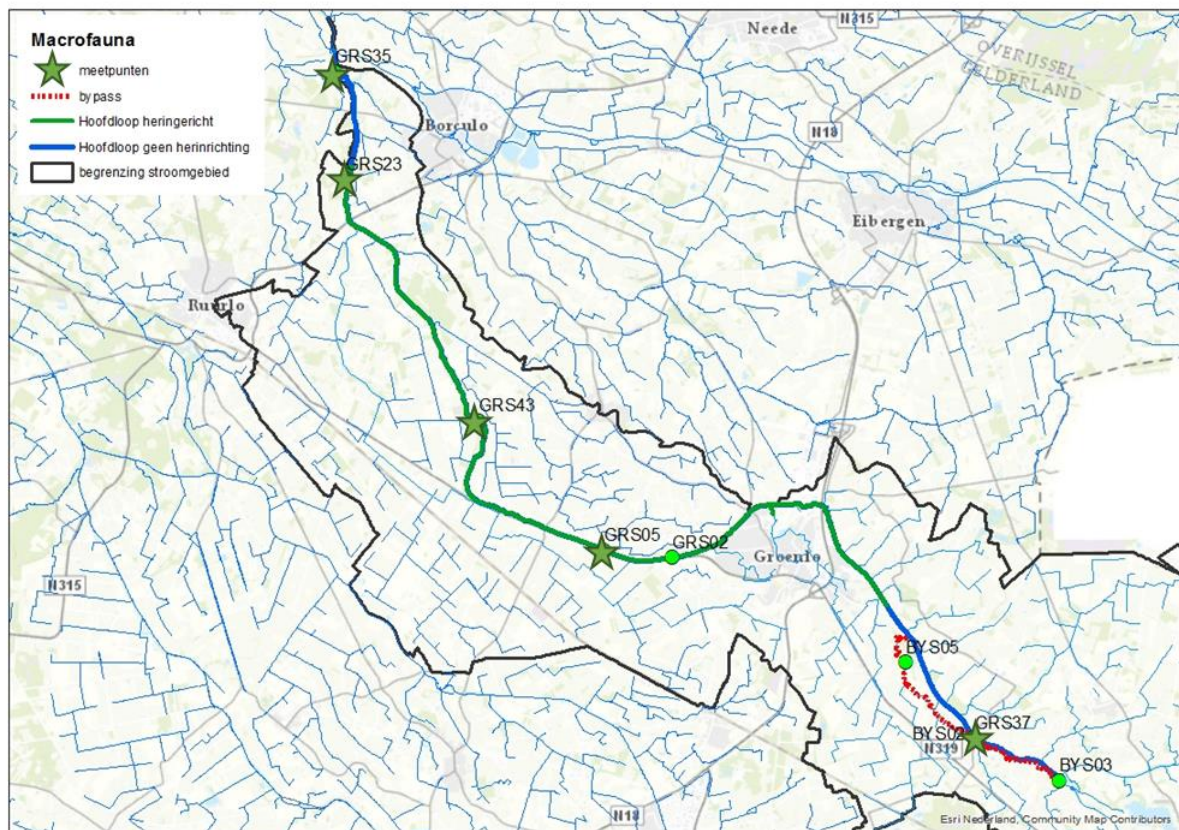 Macrofauna
meetpunten
bypass
Hoofdloop heringericht
Hoofdloop geen herinrichting
begrenzing stroomgebied
GRS35
N315
Neede
OVERIJSSEL
GELDERLAND
Borculo
N18
GRS23
Eibergen
Ruurlo
GRS43
GRS05
GRS02
Groenlo
N315
BYS05
GRS37
BYS02
N319
BYS03
N18
Esri Nederland, Community Map Contributors